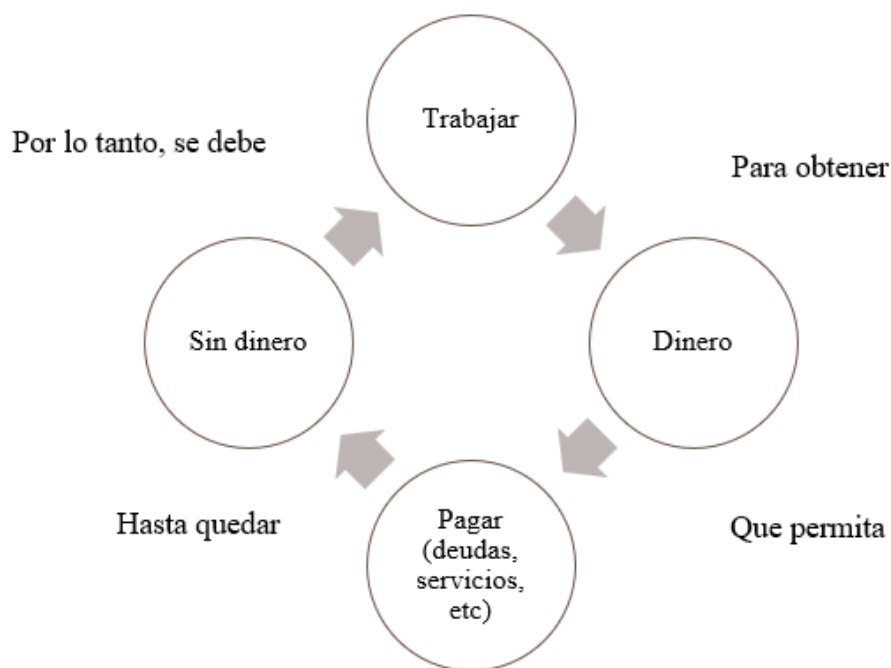 Trabajar
Por lo tanto, se debe
Para obtener
Sin dinero
Dinero
Hasta quedar
Pagar
(deudas,
servicios,
etc)
Que permita